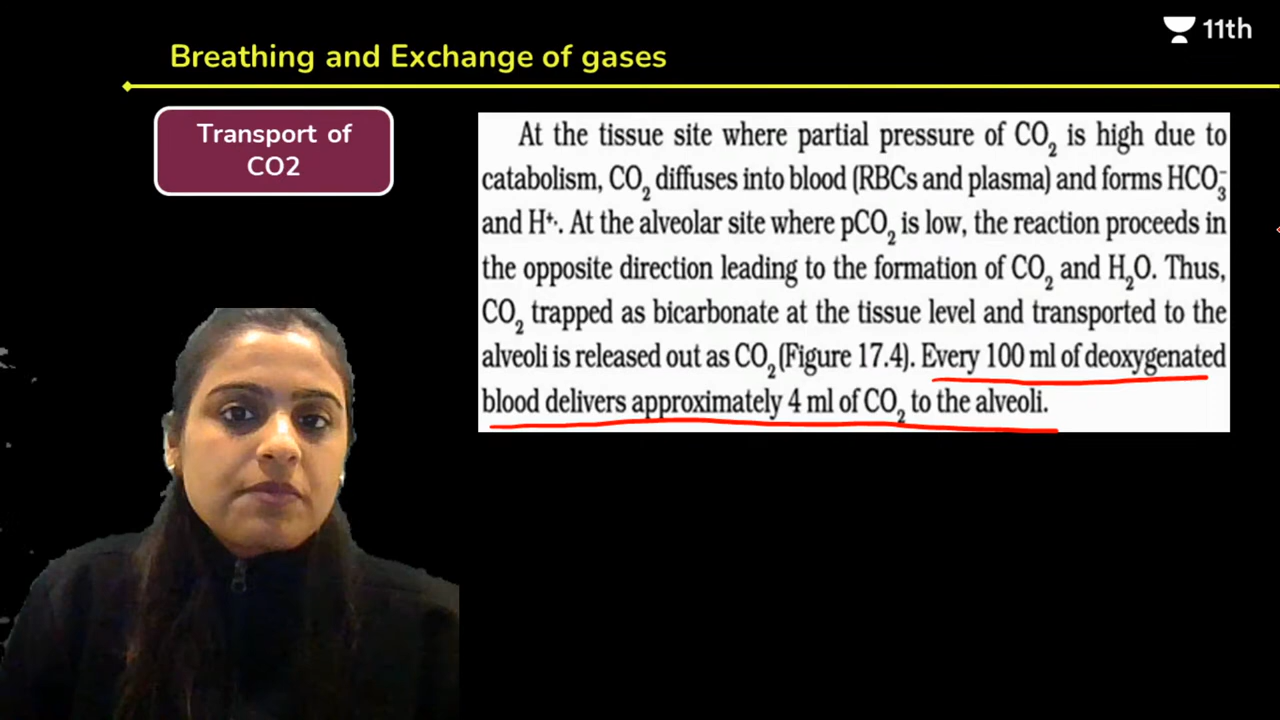 11th
Breathing and Exchange of gases
Transport of
CO2
At the tissue site where partial pressure of CO₂ is high due to
catabolism, CO₂ diffuses into blood (RBCs and plasma) and forms HCO₃⁻
and H⁺·. At the alveolar site where pCO₂ is low, the reaction proceeds in
the opposite direction leading to the formation of CO₂ and H₂O. Thus,
CO₂ trapped as bicarbonate at the tissue level and transported to the
alveoli is released out as CO₂ (Figure 17.4). Every 100 ml of deoxygenated
blood delivers approximately 4 ml of CO₂ to the alveoli.